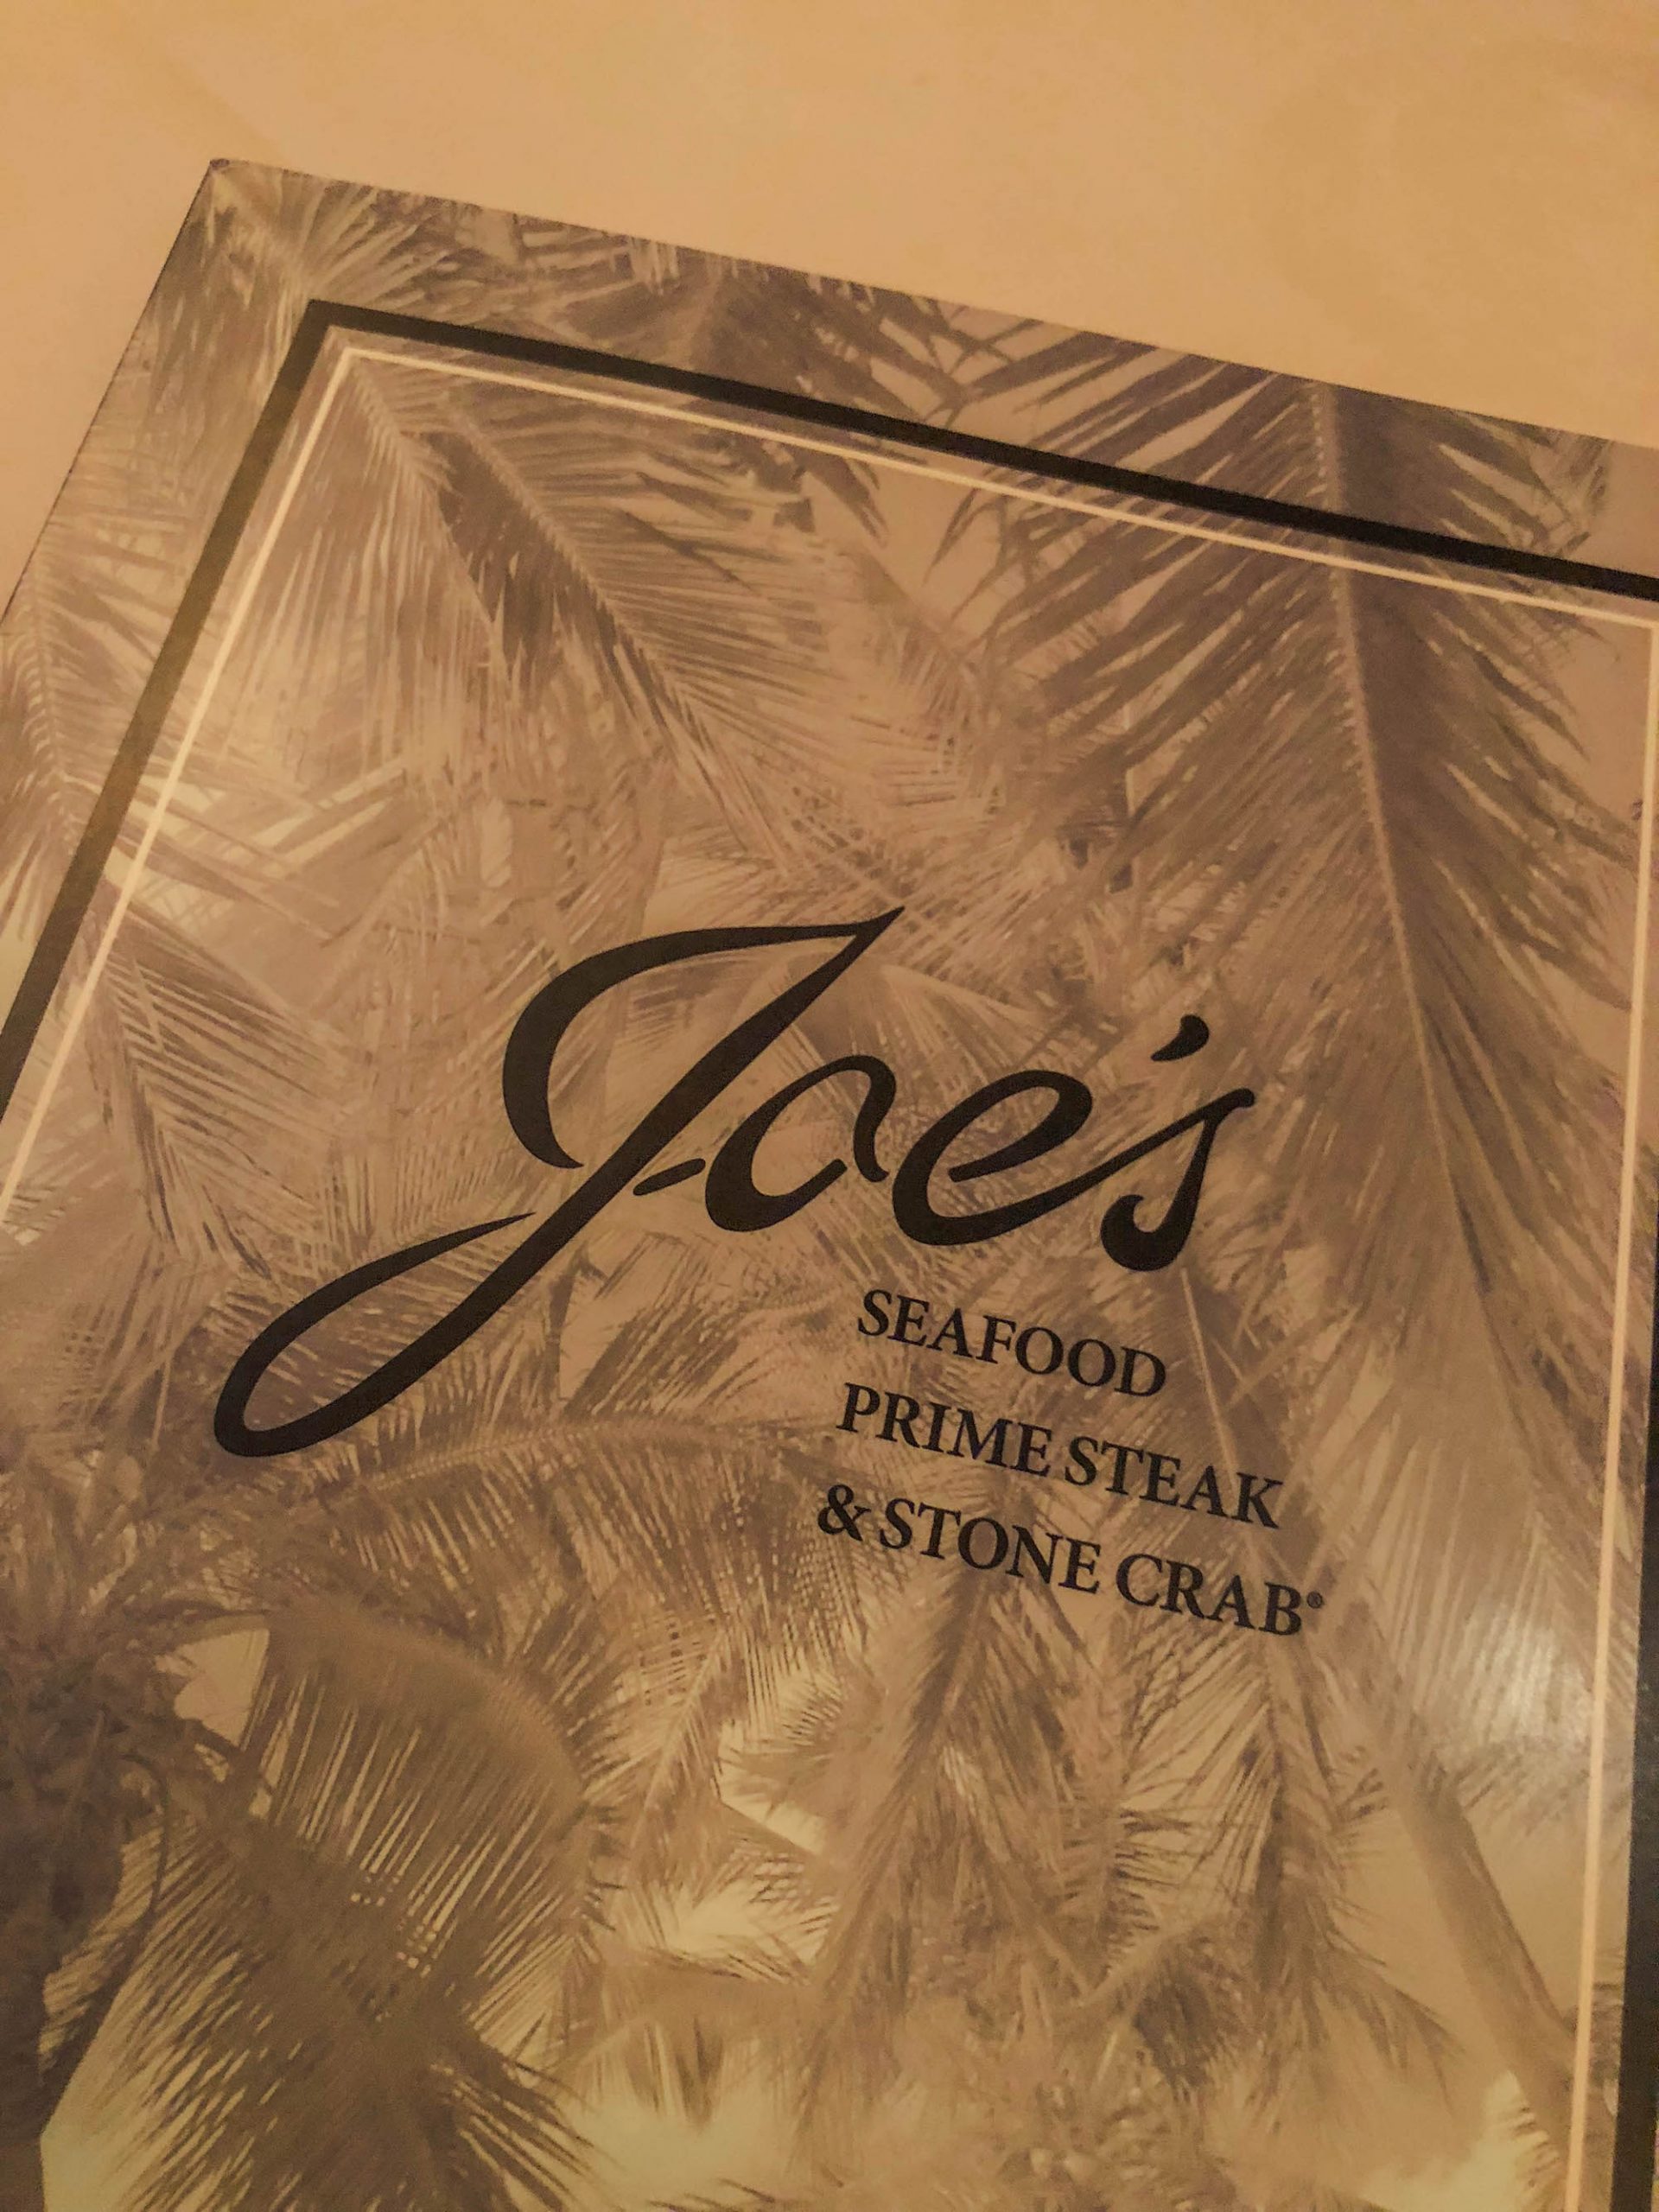 Joe's
SEAFOOD
PRIME STEAK
& STONE CRAB®